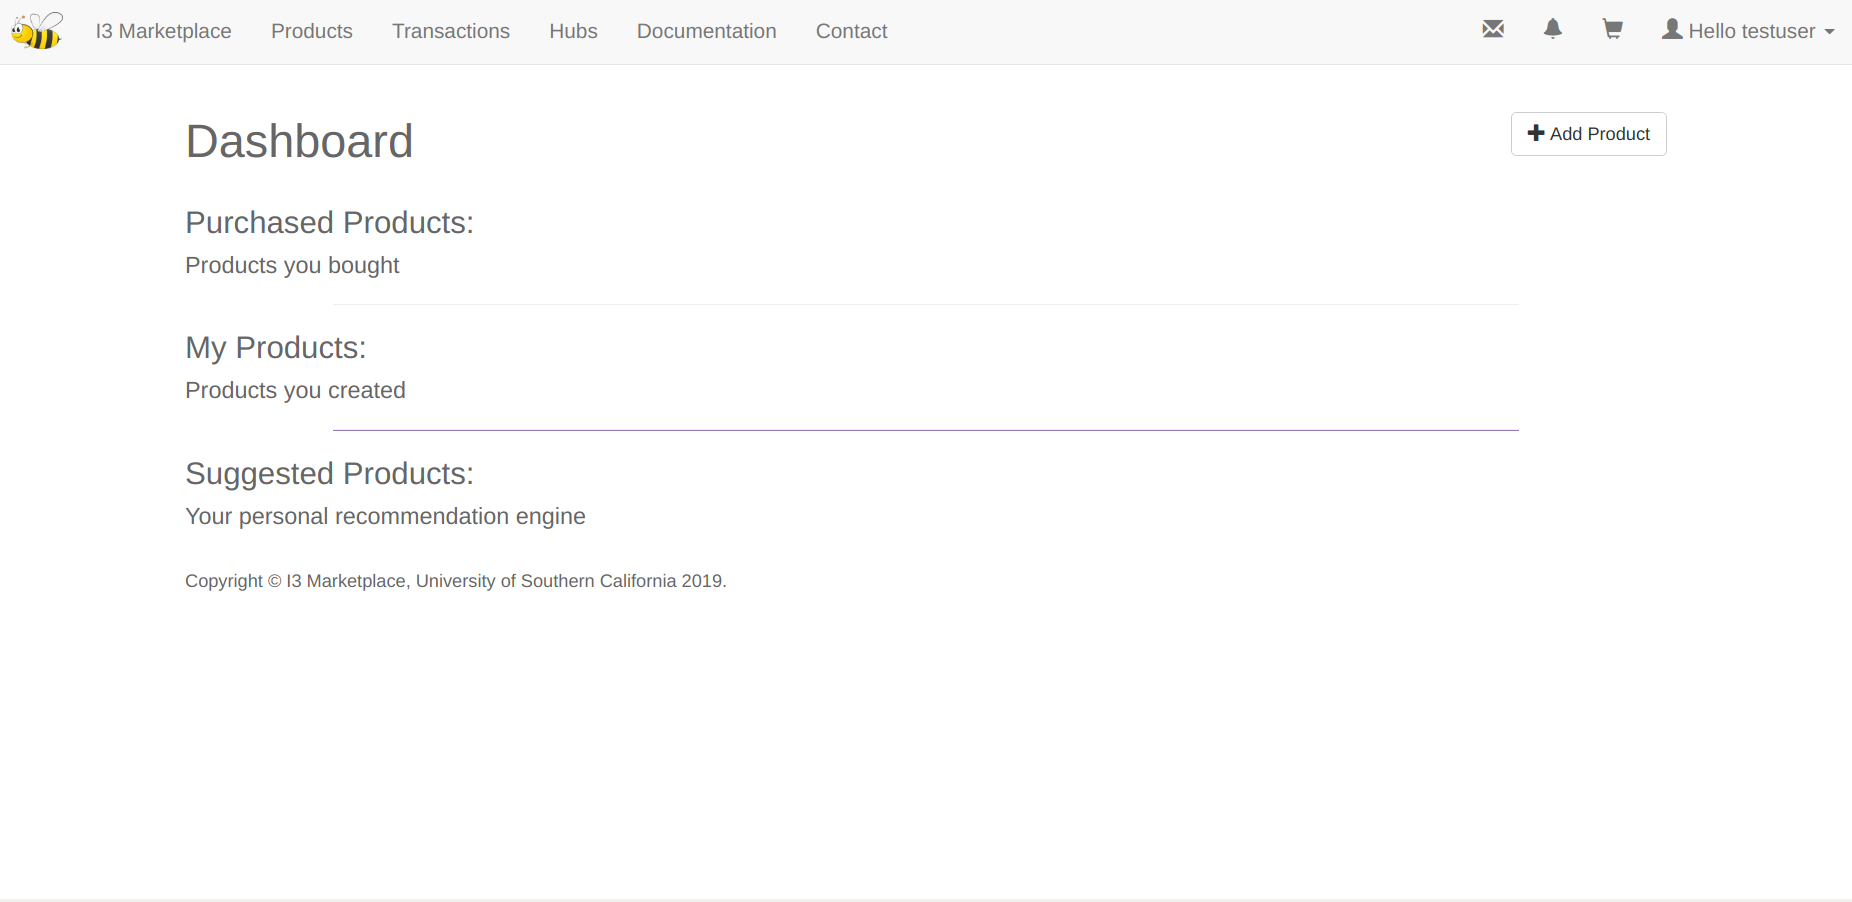 I3 Marketplace Products Transactions Hubs Documentation Contact Hello testuser
Dashboard
Add Product
Purchased Products:
Products you bought
My Products:
Products you created
Suggested Products:
Your personal recommendation engine
Copyright © I3 Marketplace, University of Southern California 2019.